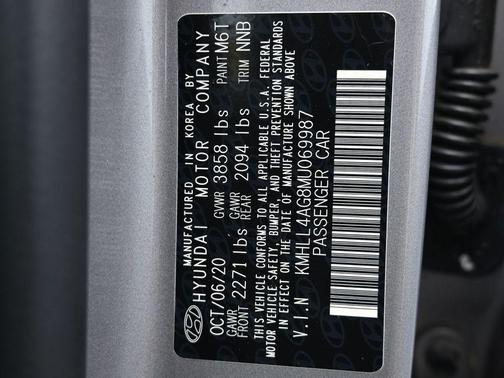 MANUFACTURED IN KOREA BY
HYUNDAI MOTOR COMPANY
OCT/06/20 GVWR 3858 lbs PAINT M6T
GAWR FRONT 2271 lbs GAWR REAR 2094 lbs TRIM NNB
THIS VEHICLE CONFORMS TO ALL APPLICABLE U.S.A. FEDERAL
MOTOR VEHICLE SAFETY, BUMPER, AND THEFT PREVENTION STANDARDS
IN EFFECT ON THE DATE OF MANUFACTURE SHOWN ABOVE
V.I.N KMHLL4AG8MU069987
PASSENGER CAR